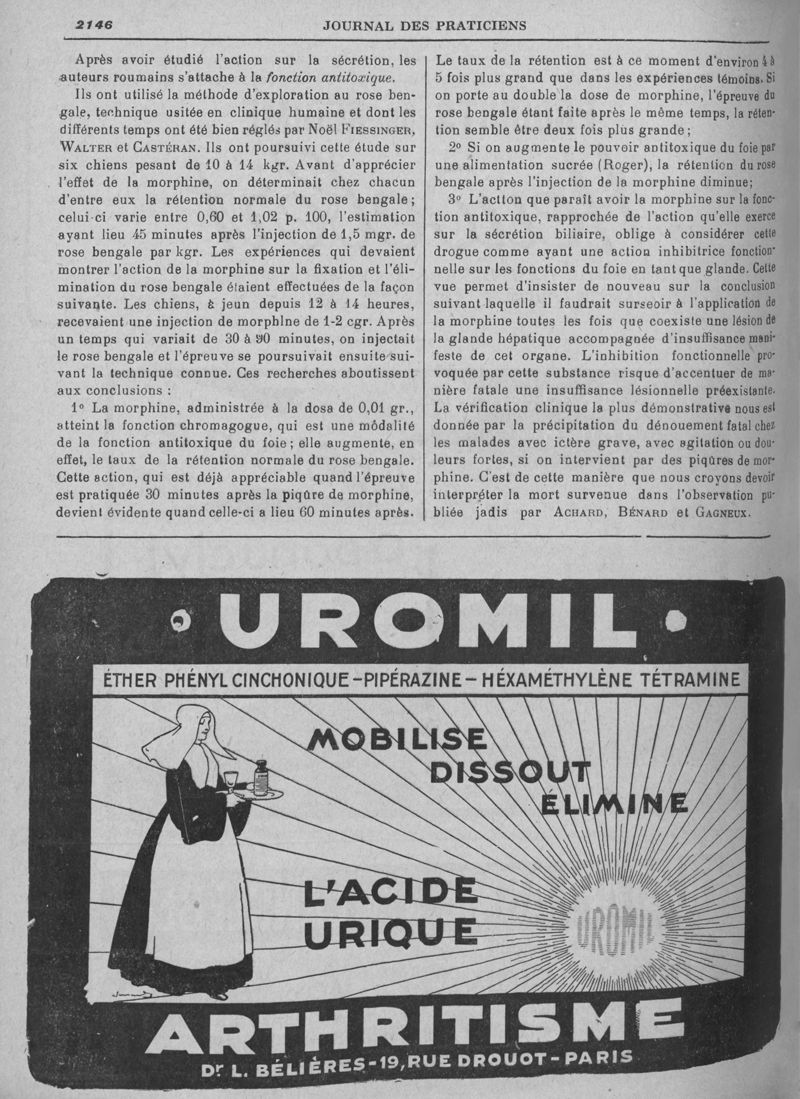 2146
JOURNAL DES PRATICIENS
Après avoir étudié l'action sur la sécrétion, les
auteurs roumains s'attache à la fonction antitoxique.
Ils ont utilisé la méthode d'exploration au rose ben-
gale, technique usitée en clinique humaine et dont les
différents temps ont été bien réglés par Noël FIESSINGER,
WALTER et CASTÉRAN. Ils ont poursuivi cette étude sur
six chiens pesant de 10 à 14 kgr. Avant d'apprécier
l'effet de la morphine, on déterminait chez chacun
d'entre eux la rétention normale du rose bengale;
celui-ci varie entre 0,60 et 1,02 p. 100, l'estimation
ayant lieu 45 minutes après l'injection de 1,5 mgr. de
rose bengale par kgr. Les expériences qui devaient
montrer l'action de la morphine sur la fixation et l'éli-
mination du rose bengale étaient effectuées de la façon
suivante. Les chiens, à jeun depuis 12 à 14 heures,
recevaient une injection de morphine de 1-2 cgr. Après
un temps qui variait de 30 à 90 minutes, on injectait
le rose bengale et l'épreuve se poursuivait ensuite sui-
vant la technique connue. Ces recherches aboutissent
aux conclusions :
1º La morphine, administrée à la dosa de 0,01 gr.,
atteint la fonction chromagogue, qui est une môdalité
de la fonction antitoxique du foie; elle augmente, en
effet, le taux de la rétention normale du rose bengale.
Cette action, qui est déjà appréciable quand l'épreuve
est pratiquée 30 minutes après la piqûre de morphine,
devient évidente quand celle-ci a lieu 60 minutes après.
Le taux de la rétention est à ce moment d'environ 4 à
5 fois plus grand que dans les expériences témoins. Si
on porte au double la dose de morphine, l'épreuve du
rose bengale étant faite après le même temps, la réten-
tion semble être deux fois plus grande;
2º Si on augmente le pouvoir antitoxique du foie par
une alimentation sucrée (Roger), la rétention du rose
bengale après l'injection de la morphine diminue;
3º L'action que paraît avoir la morphine sur la fonc-
tion antitoxique, rapprochée de l'action qu'elle exerce
sur la sécrétion biliaire, oblige à considérer cette
drogue comme ayant une action inhibitrice fonction-
nelle sur les fonctions du foie en tant que glande. Cette
vue permet d'insister de nouveau sur la conclusion
suivant laquelle il faudrait surseoir à l'application de
la morphine toutes les fois que coexiste une lésion de
la glande hépatique accompagnée d'insuffisance mani-
feste de cet organe. L'inhibition fonctionnelle pro-
voquée par cette substance risque d'accentuer de ma-
nière fatale une insuffisance lésionnelle préexistante.
La vérification clinique la plus démonstrative nous est
donnée par la précipitation du dénouement fatal chez
les malades avec ictère grave, avec agitation ou dou-
leurs fortes, si on intervient par des piqûres de mor-
phine. C'est de cette manière que nous croyons devoir
interpréter la mort survenue dans l'observation pu-
bliée jadis par ACHARD, BÉNARD et GAGNEUX.
UROMIL
ÉTHER PHÉNYL CINCHONIQUE-PIPÉRAZINE-HÉXAMÉTHYLÈNE TÉTRAMINE
MOBILISE
DISSOUT
ÉLIMINE
L'ACIDE
URIQUE
UROMIL
ARTHRITISME
Dr L. BÉLIÈRES-19, RUE DROUOT-PARIS